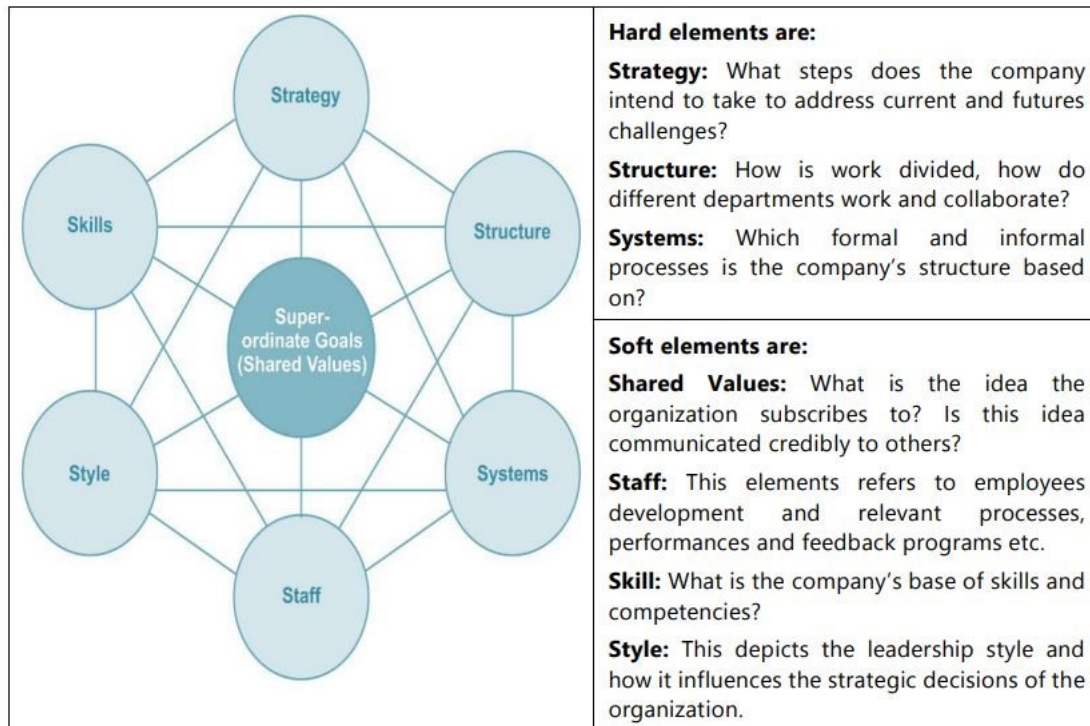 Strategy
Skills
Structure
Super-
ordinate Goals
(Shared Values)
Style
Systems
Staff
Hard elements are:
Strategy: What steps does the company
intend to take to address current and futures
challenges?
Structure: How is work divided, how do
different departments work and collaborate?
Systems: Which formal and informal
processes is the company's structure based
on?
Soft elements are:
Shared Values: What is the idea the
organization subscribes to? Is this idea
communicated credibly to others?
Staff: This elements refers to employees
development and relevant processes,
performances and feedback programs etc.
Skill: What is the company's base of skills and
competencies?
Style: This depicts the leadership style and
how it influences the strategic decisions of the
organization.